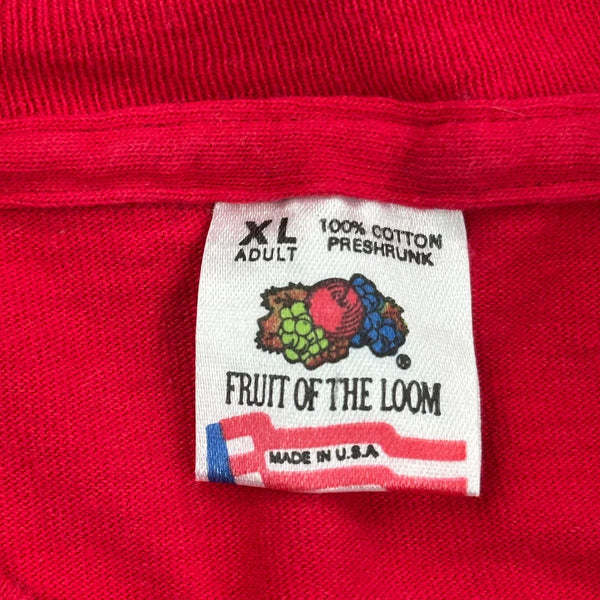 XL
ADULT
100% COTTON
PRESHRUNK
®
FRUIT OF THE LOOM
MADE IN U.S.A.